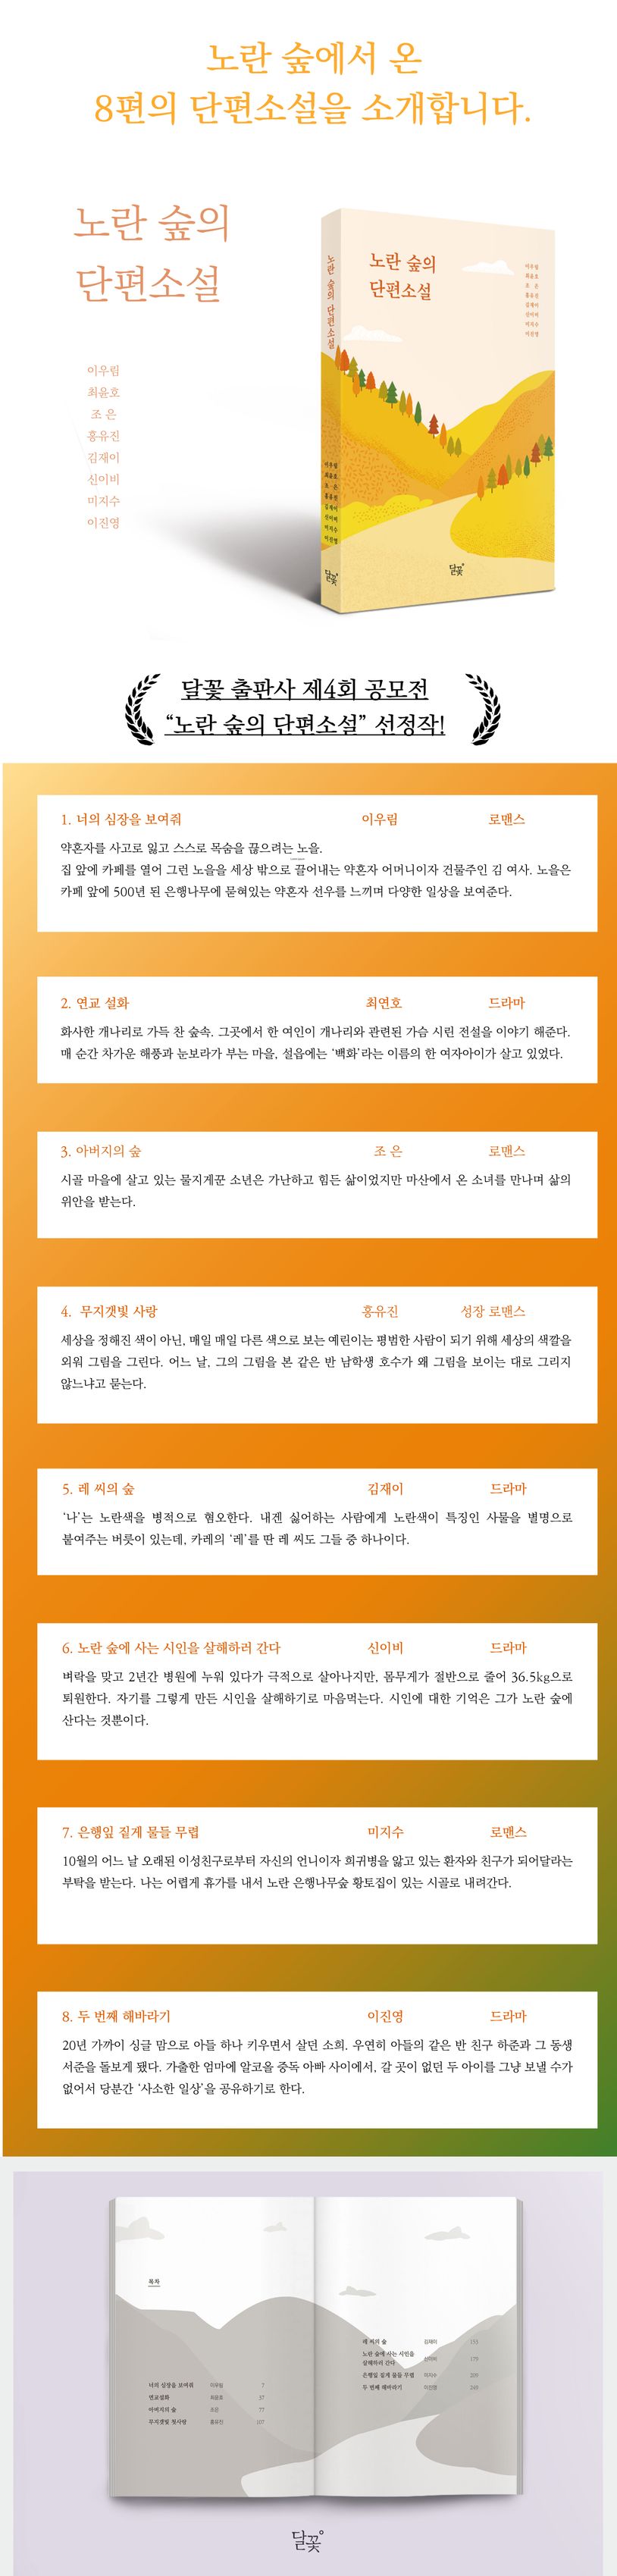 노란 숲에서 온
8편의 단편소설을 소개합니다.
노란 숲의
단편소설
이우림
최윤호
조 은
홍유진
김재이
신이비
미지수
이진영
노란 숲의 단편소설
이우림
최윤호
조 은
홍유진
김재이
신이비
미지수
이진영
달꽃
노란 숲의
단편소설
이우림
최윤호
조 은
홍유진
김재이
신이비
미지수
이진영
달꽃
달꽃 출판사 제4회 공모전
“노란 숲의 단편소설” 선정작!
1. 너의 심장을 보여줘 이우림 로맨스
약혼자를 사고로 잃고 스스로 목숨을 끊으려는 노을.
집 앞에 카페를 열어 그런 노을을 세상 밖으로 끌어내는 약혼자 어머니이자 건물주인 김 여사. 노을은
카페 앞에 500년 된 은행나무에 묻혀있는 약혼자 선우를 느끼며 다양한 일상을 보여준다.
2. 연교 설화 최연호 드라마
화사한 개나리로 가득 찬 숲속. 그곳에서 한 여인이 개나리와 관련된 가슴 시린 전설을 이야기 해준다.
매 순간 차가운 해풍과 눈보라가 부는 마을, 설읍에는 ‘백화’라는 이름의 한 여자아이가 살고 있었다.
3. 아버지의 숲 조 은 로맨스
시골 마을에 살고 있는 물지게꾼 소년은 가난하고 힘든 삶이었지만 마산에서 온 소녀를 만나며 삶의
위안을 받는다.
4. 무지갯빛 사랑 홍유진 성장 로맨스
세상을 정해진 색이 아닌, 매일 매일 다른 색으로 보는 예린이는 평범한 사람이 되기 위해 세상의 색깔을
외워 그림을 그린다. 어느 날, 그의 그림을 본 같은 반 남학생 호수가 왜 그림을 보이는 대로 그리지
않느냐고 묻는다.
5. 레 씨의 숲 김재이 드라마
‘나’는 노란색을 병적으로 혐오한다. 내겐 싫어하는 사람에게 노란색이 특징인 사물을 별명으로
붙여주는 버릇이 있는데, 카레의 ‘레’를 딴 레 씨도 그들 중 하나이다.
6. 노란 숲에 사는 시인을 살해하러 간다 신이비 드라마
벼락을 맞고 2년간 병원에 누워 있다가 극적으로 살아나지만, 몸무게가 절반으로 줄어 36.5kg으로
퇴원한다. 자기를 그렇게 만든 시인을 살해하기로 마음먹는다. 시인에 대한 기억은 그가 노란 숲에
산다는 것뿐이다.
7. 은행잎 짙게 물들 무렵 미지수 로맨스
10월의 어느 날 오래된 이성친구로부터 자신의 언니이자 희귀병을 앓고 있는 환자와 친구가 되어달라는
부탁을 받는다. 나는 어렵게 휴가를 내서 노란 은행나무숲 황토집이 있는 시골로 내려간다.
8. 두 번째 해바라기 이진영 드라마
20년 가까이 싱글 맘으로 아들 하나 키우면서 살던 소희. 우연히 아들의 같은 반 친구 하준과 그 동생
서준을 돌보게 됐다. 가출한 엄마에 알코올 중독 아빠 사이에서, 갈 곳이 없던 두 아이를 그냥 보낼 수가
없어서 당분간 ‘사소한 일상’을 공유하기로 한다.
목차
너의 심장을 보여줘 이우림 7
연교설화 최윤호 37
아버지의 숲 조은 77
무지갯빛 첫사랑 홍유진 107
레 씨의 숲 김재이 151
노란 숲에 사는 시인을
살해하러 간다 신이비 175
은행잎 짙게 물들 무렵 미지수 209
두 번째 해바라기 이진영 249
달꽃